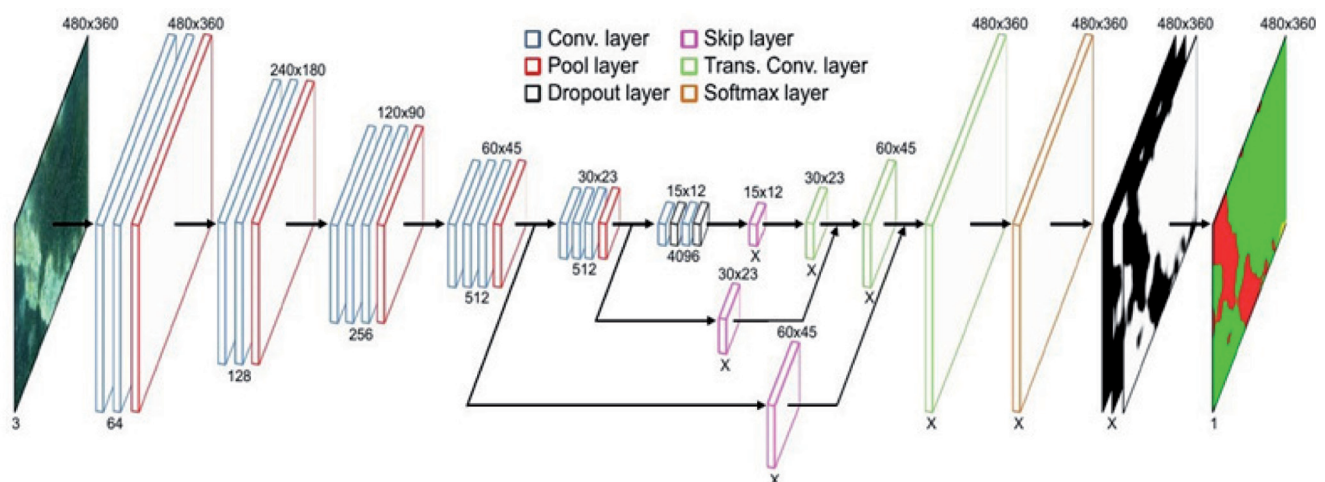 480x360
480x360
240x180
120x90
60x45
30x23
15x12
15x12
30x23
60x45
480x360
480x360
480x360
480x360
Conv. layer
Pool layer
Dropout layer
Skip layer
Trans. Conv. layer
Softmax layer
3
64
128
256
512
512
4096
X
X
X
30x23
X
60x45
X
X
X
X
1